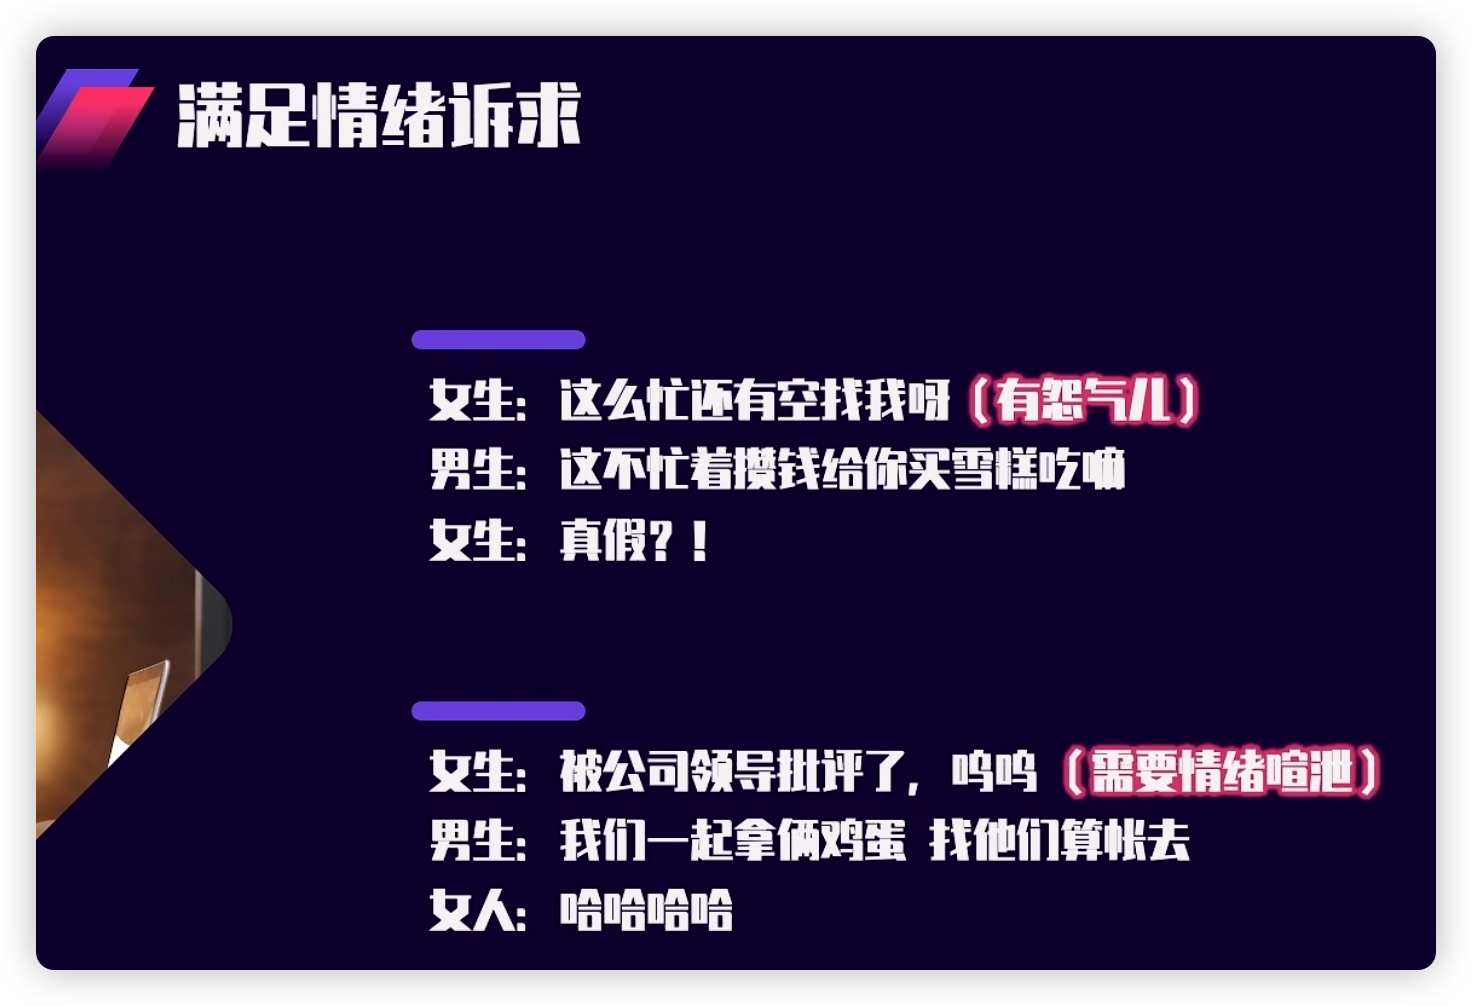 满足情绪诉求
女生：这么忙还有空找我呀（有怨气儿）
男生：这不忙着攒钱给你买雪糕吃嘛
女生：真假？！
女生：被公司领导批评了，呜呜（需要情绪喧泄）
男生：我们一起拿俩鸡蛋 找他们算帐去
女人：哈哈哈哈